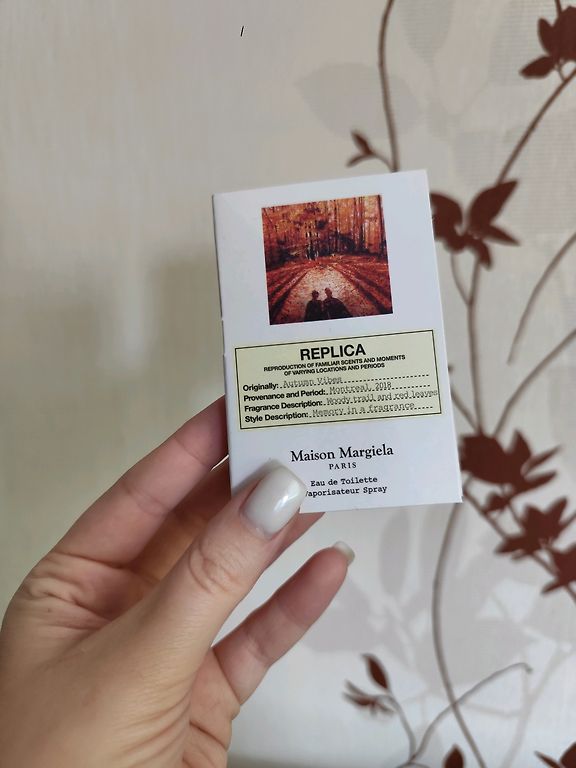 REPLICA
REPRODUCTION OF FAMILIAR SCENTS AND MOMENTS
OF VARYING LOCATIONS AND PERIODS
Originally: Autumn Vibes
Provenance and Period: Montreal, 2018
Fragrance Description: Woody trail and red leaves
Style Description: Memory in a fragrance
Maison Margiela
PARIS
Eau de Toilette
Vaporisateur Spray